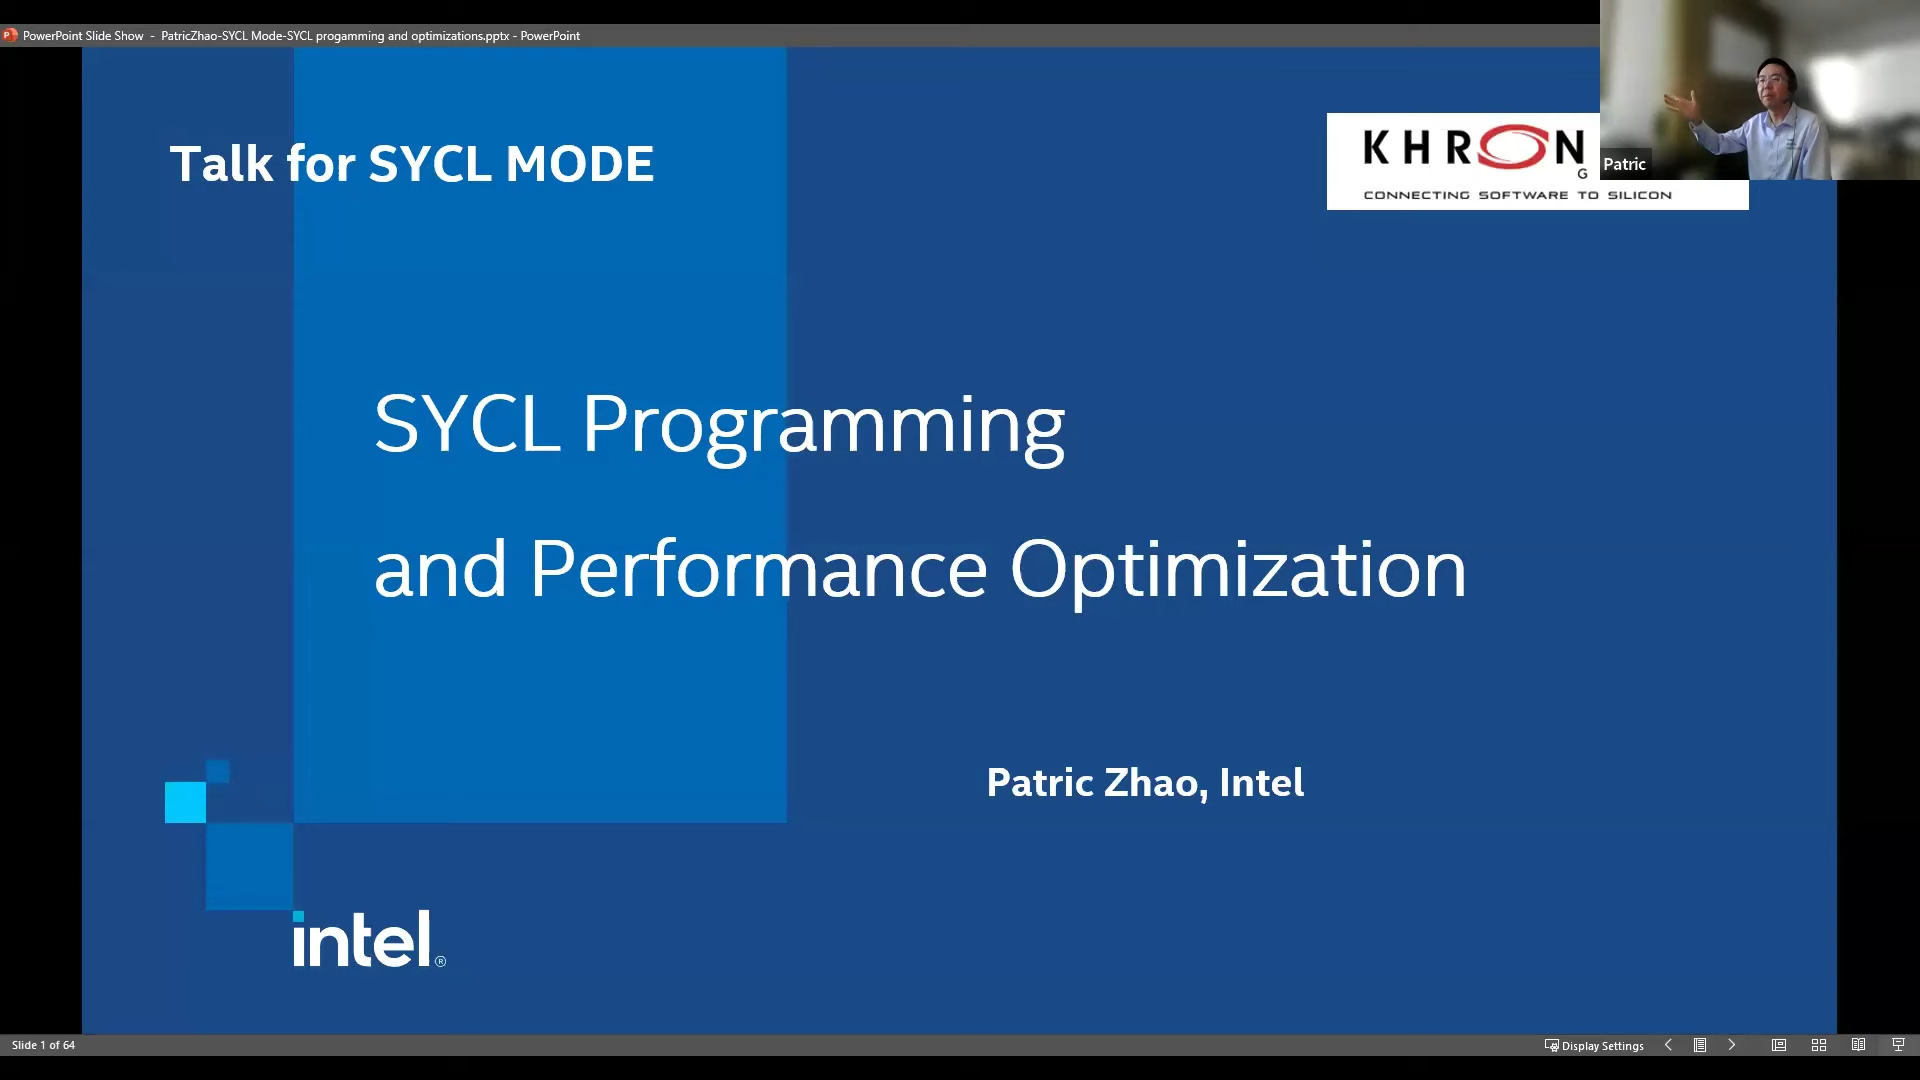 PowerPoint Slide Show - PatricZhao-SYCL Mode-SYCL progamming and optimizations.pptx - PowerPoint
Talk for SYCL MODE
KHRON
G
CONNECTING SOFTWARE TO SILICON
Patric
SYCL Programming
and Performance Optimization
Patric Zhao, Intel
intel®
Slide 1 of 64
Display Settings